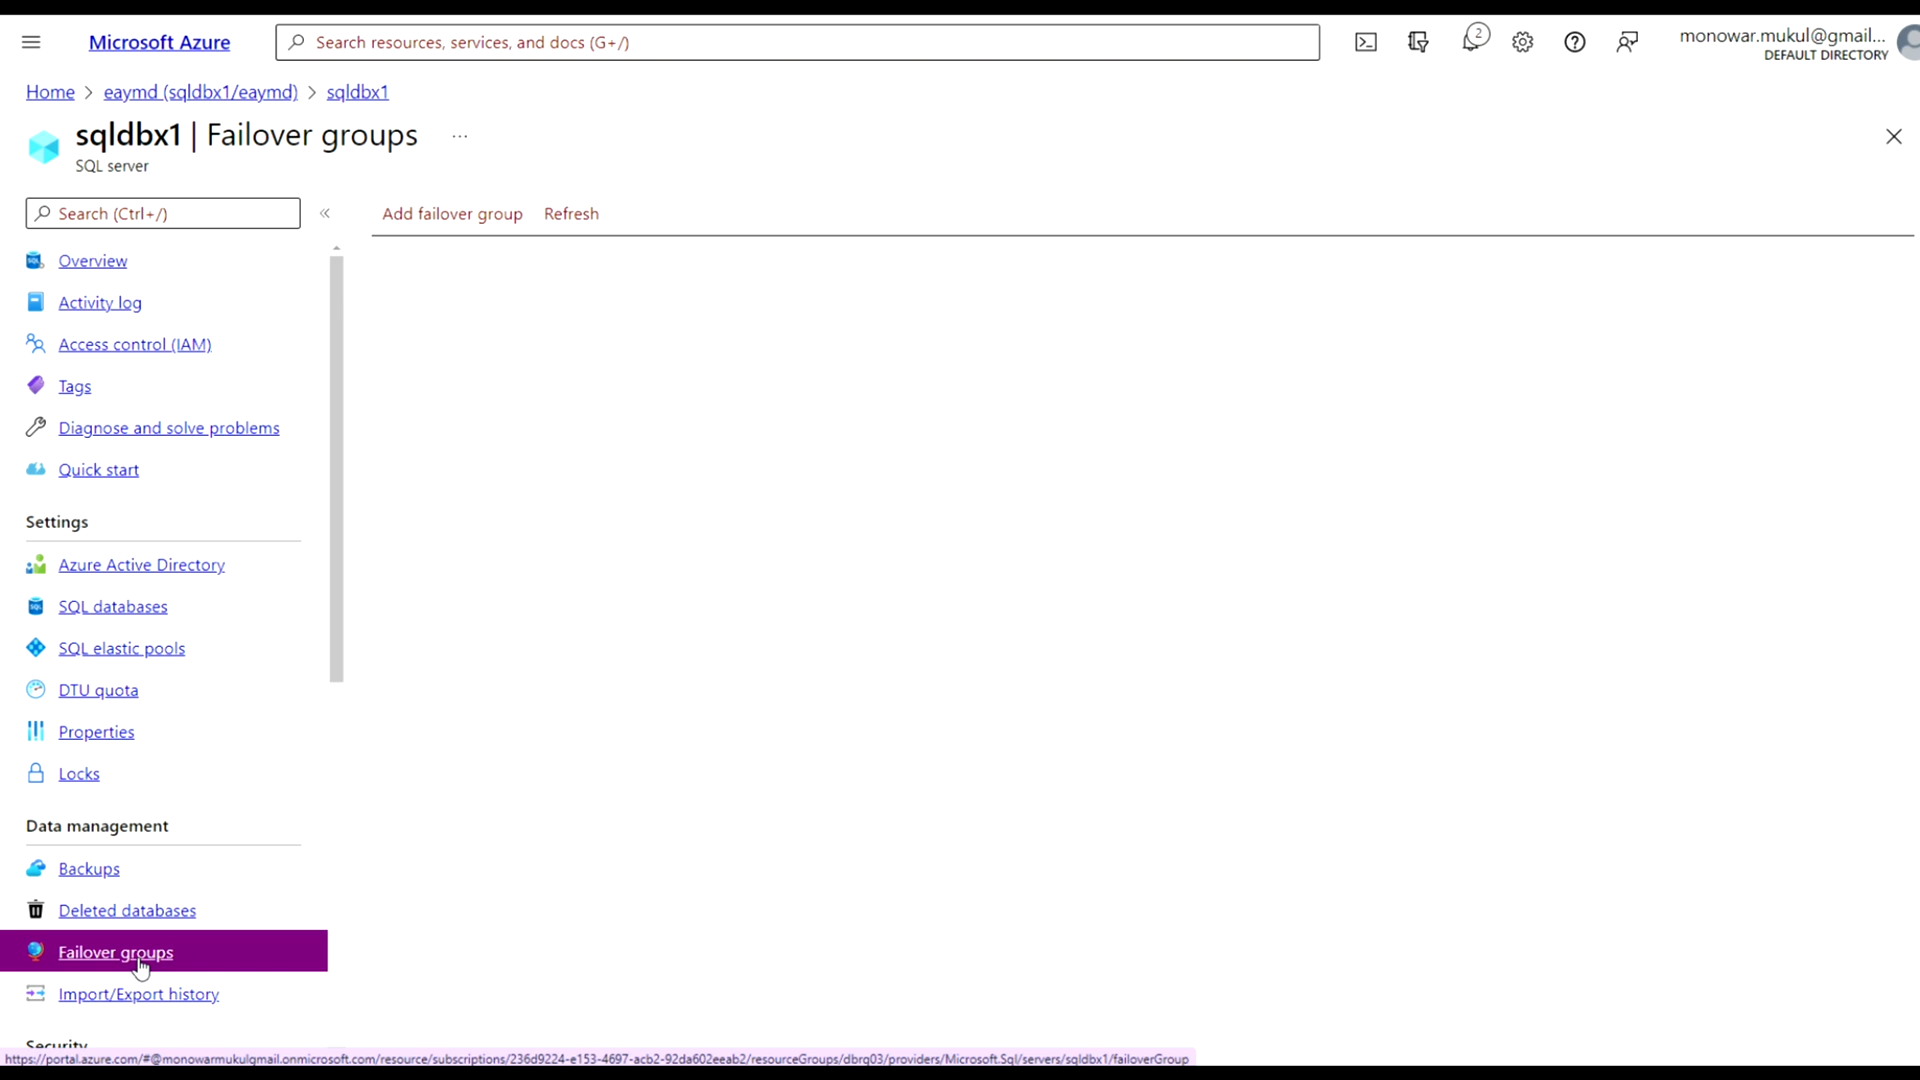 Microsoft Azure
Search resources, services, and docs (G+/)
2
monowar.mukul@gmail...
DEFAULT DIRECTORY
Home > eaymd (sqldbx1/eaymd) > sqldbx1
sqldbx1 | Failover groups ...
SQL server
Search (Ctrl+/)
Add failover group Refresh
Overview
Activity log
Access control (IAM)
Tags
Diagnose and solve problems
Quick start
Settings
Azure Active Directory
SQL databases
SQL elastic pools
DTU quota
Properties
Locks
Data management
Backups
Deleted databases
Failover groups
Import/Export history
Security
https://portal.azure.com/#@monowarmukulgmail.onmicrosoft.com/resource/subscriptions/236d9224-e153-4697-acb2-92da602eeab2/resourceGroups/dbrg03/providers/Microsoft.Sql/servers/sqldbx1/failoverGroup